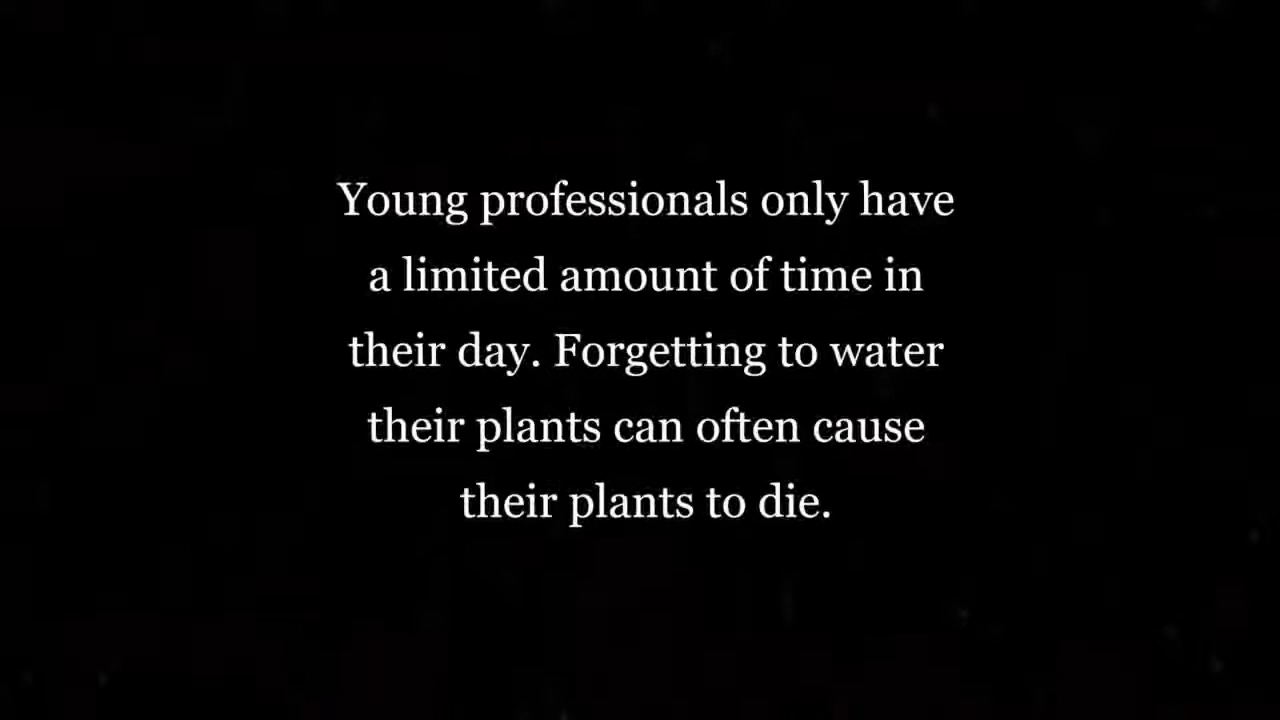 Young professionals only have
a limited amount of time in
their day. Forgetting to water
their plants can often cause
their plants to die.